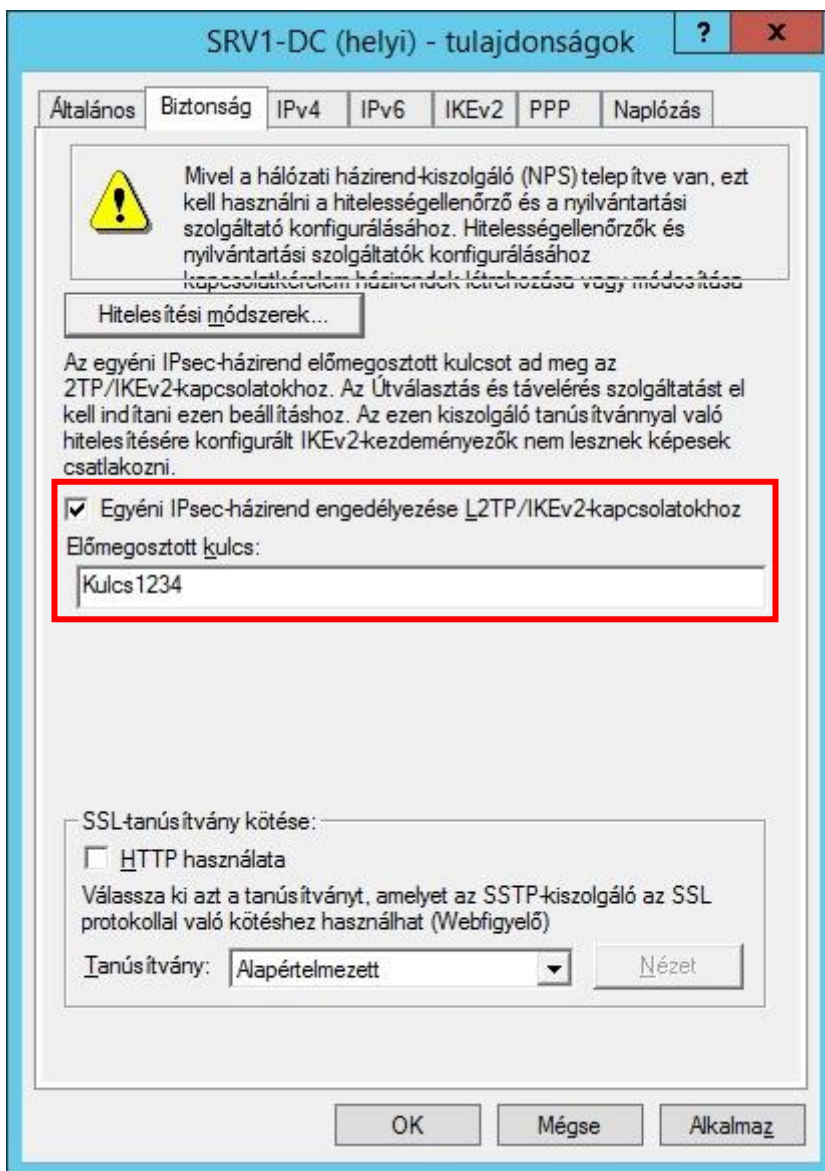 SRV1-DC (helyi) - tulajdonságok
?
x
Általános
Biztonság
IPv4
IPv6
IKEv2
PPP
Naplózás
Mivel a hálózati házirend-kiszolgáló (NPS) telepítve van, ezt
kell használni a hitelességellenőrző és a nyilvántartási
szolgáltató konfigurálásához. Hitelességellenőrzők és
nyilvántartási szolgáltatók konfigurálásához
kapcsolatkérelem házirendek létrehozása vagy módosítása
Hitelesítési módszerek...
Az egyéni IPsec-házirend előmegosztott kulcsot ad meg az
2TP/IKEv2-kapcsolatokhoz. Az Útválasztás és távelérés szolgáltatást el
kell indítani ezen beállításhoz. Az ezen kiszolgáló tanúsítvánnyal való
hitelesítésére konfigurált IKEv2-kezdeményezők nem lesznek képesek
csatlakozni.
Egyéni IPsec-házirend engedélyezése L2TP/IKEv2-kapcsolatokhoz
Előmegosztott kulcs:
Kulcs1234
SSL-tanúsítvány kötése:
HTTP használata
Válassza ki azt a tanúsítványt, amelyet az SSTP-kiszolgáló az SSL
protokollal való kötéshez használhat (Webfigyelő)
Tanúsítvány:
Alapértelmezett
Nézet
OK
Mégse
Alkalmaz